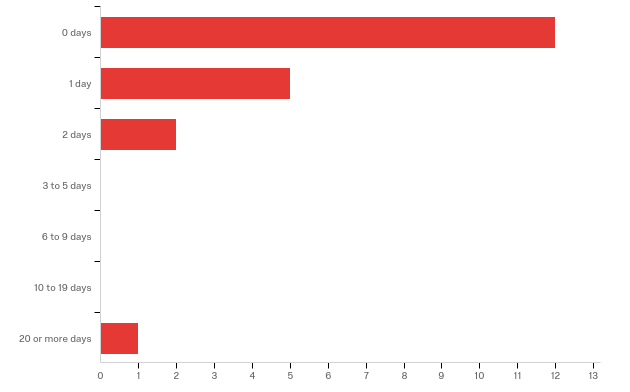 0 days
1 day
2 days
3 to 5 days
6 to 9 days
10 to 19 days
20 or more days
0 1 2 3 4 5 6 7 8 9 10 11 12 13